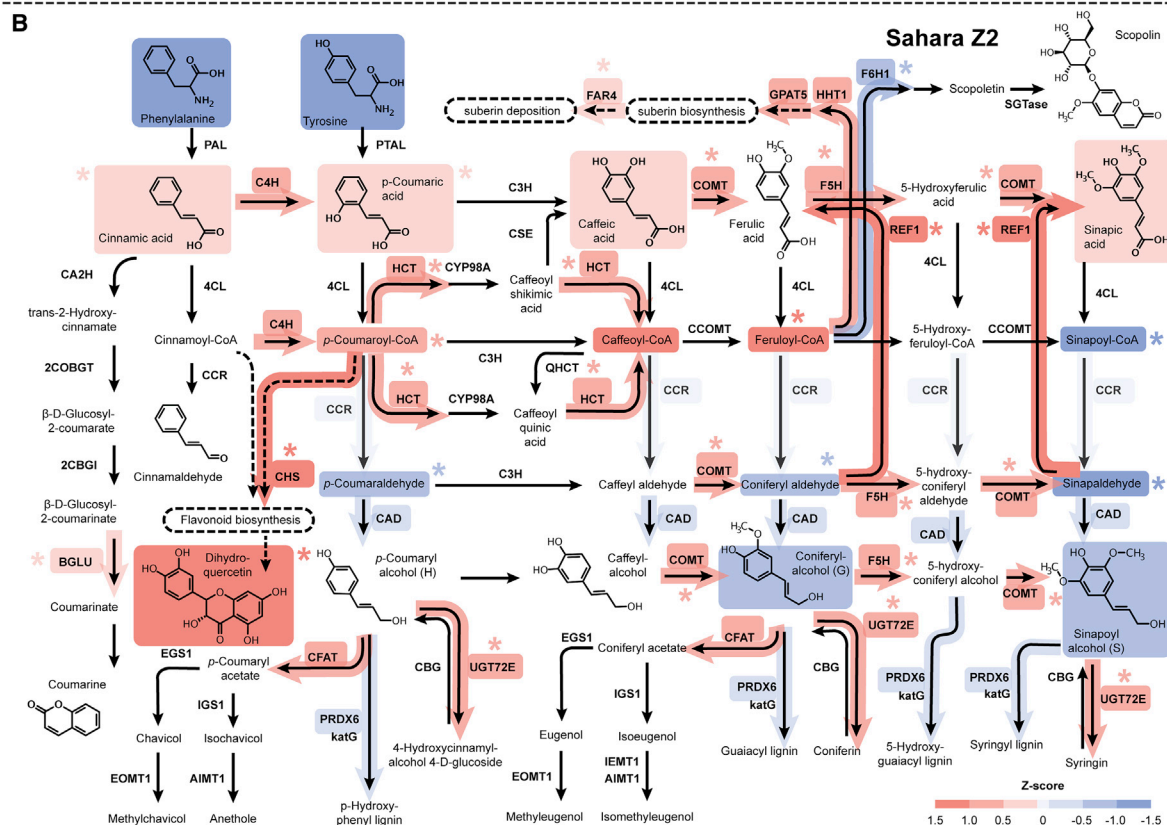 B
Sahara Z2
Scopolin
Phenylalanine
Tyrosine
FAR4
GPAT5
HHT1
F6H1
Scopoletin
SGTase
suberin deposition
suberin biosynthesis
PAL
PTAL
C4H
p-Coumaric
acid
C3H
COMT
F5H
5-Hydroxyferulic
acid
COMT
Cinnamic acid
CSE
Caffeic
acid
Ferulic
acid
REF1
REF1
Sinapic
acid
CA2H
4CL
4CL
HCT
CYP98A
Caffeoyl
shikimic
acid
HCT
4CL
4CL
4CL
4CL
trans-2-Hydroxy-
cinnamate
C4H
Cinnamoyl-CoA
p-Coumaroyl-CoA
C3H
Caffeoyl-CoA
CCOMT
Feruloyl-CoA
5-Hydroxy-
feruloyl-CoA
CCOMT
Sinapoyl-CoA
2COBGT
CCR
HCT
CYP98A
QHCT
HCT
Caffeoyl
quinic
acid
CCR
CCR
CCR
CCR
CCR
β-D-Glucosyl-
2-coumarate
Cinnamaldehyde
2CBGl
CHS
p-Coumaraldehyde
C3H
Caffeyl aldehyde
COMT
Coniferyl aldehyde
F5H
5-hydroxy-
coniferyl
aldehyde
COMT
Sinapaldehyde
β-D-Glucosyl-
2-coumarinate
Flavonoid biosynthesis
CAD
CAD
CAD
CAD
CAD
BGLU
Dihydro-
quercetin
p-Coumaryl
alcohol (H)
Caffeyl-
alcohol
COMT
Coniferyl-
alcohol (G)
F5H
5-hydroxy-
coniferyl alcohol
COMT
Sinapoyl
alcohol (S)
Coumarinate
EGS1
p-Coumaryl
acetate
CFAT
CBG
UGT72E
EGS1
Coniferyl acetate
CFAT
CBG
UGT72E
Coumarine
IGS1
PRDX6
katG
IGS1
PRDX6
katG
PRDX6
katG
PRDX6
katG
CBG
UGT72E
Chavicol
Isochavicol
4-Hydroxycinnamyl-
alcohol 4-D-glucoside
Eugenol
Isoeugenol
Guaiacyl lignin
Coniferin
5-Hydroxy-
guaiacyl lignin
Syringyl lignin
Syringin
EOMT1
AIMT1
EOMT1
IEMT1
AIMT1
Methylchavicol
Anethole
p-Hydroxy-
phenyl lignin
Methyleugenol
Isomethyleugenol
Z-score
1.5 1.0 0.5 0 -0.5 -1.0 -1.5